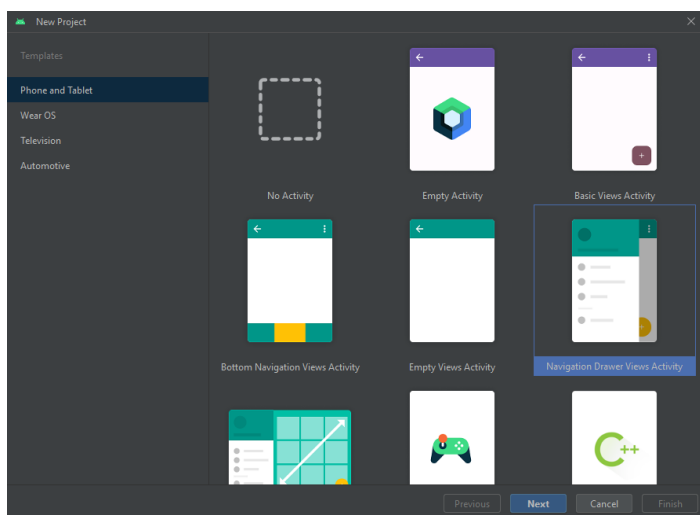 New Project
Templates
Phone and Tablet
Wear OS
Television
Automotive
No Activity
Empty Activity
Basic Views Activity
Bottom Navigation Views Activity
Empty Views Activity
Navigation Drawer Views Activity
C++
Previous
Next
Cancel
Finish